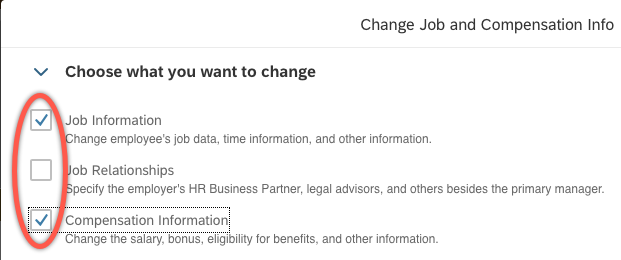 Change Job and Compensation Info
Choose what you want to change
Job Information
Change employee's job data, time information, and other information.
Job Relationships
Specify the employer's HR Business Partner, legal advisors, and others besides the primary manager.
Compensation Information
Change the salary, bonus, eligibility for benefits, and other information.